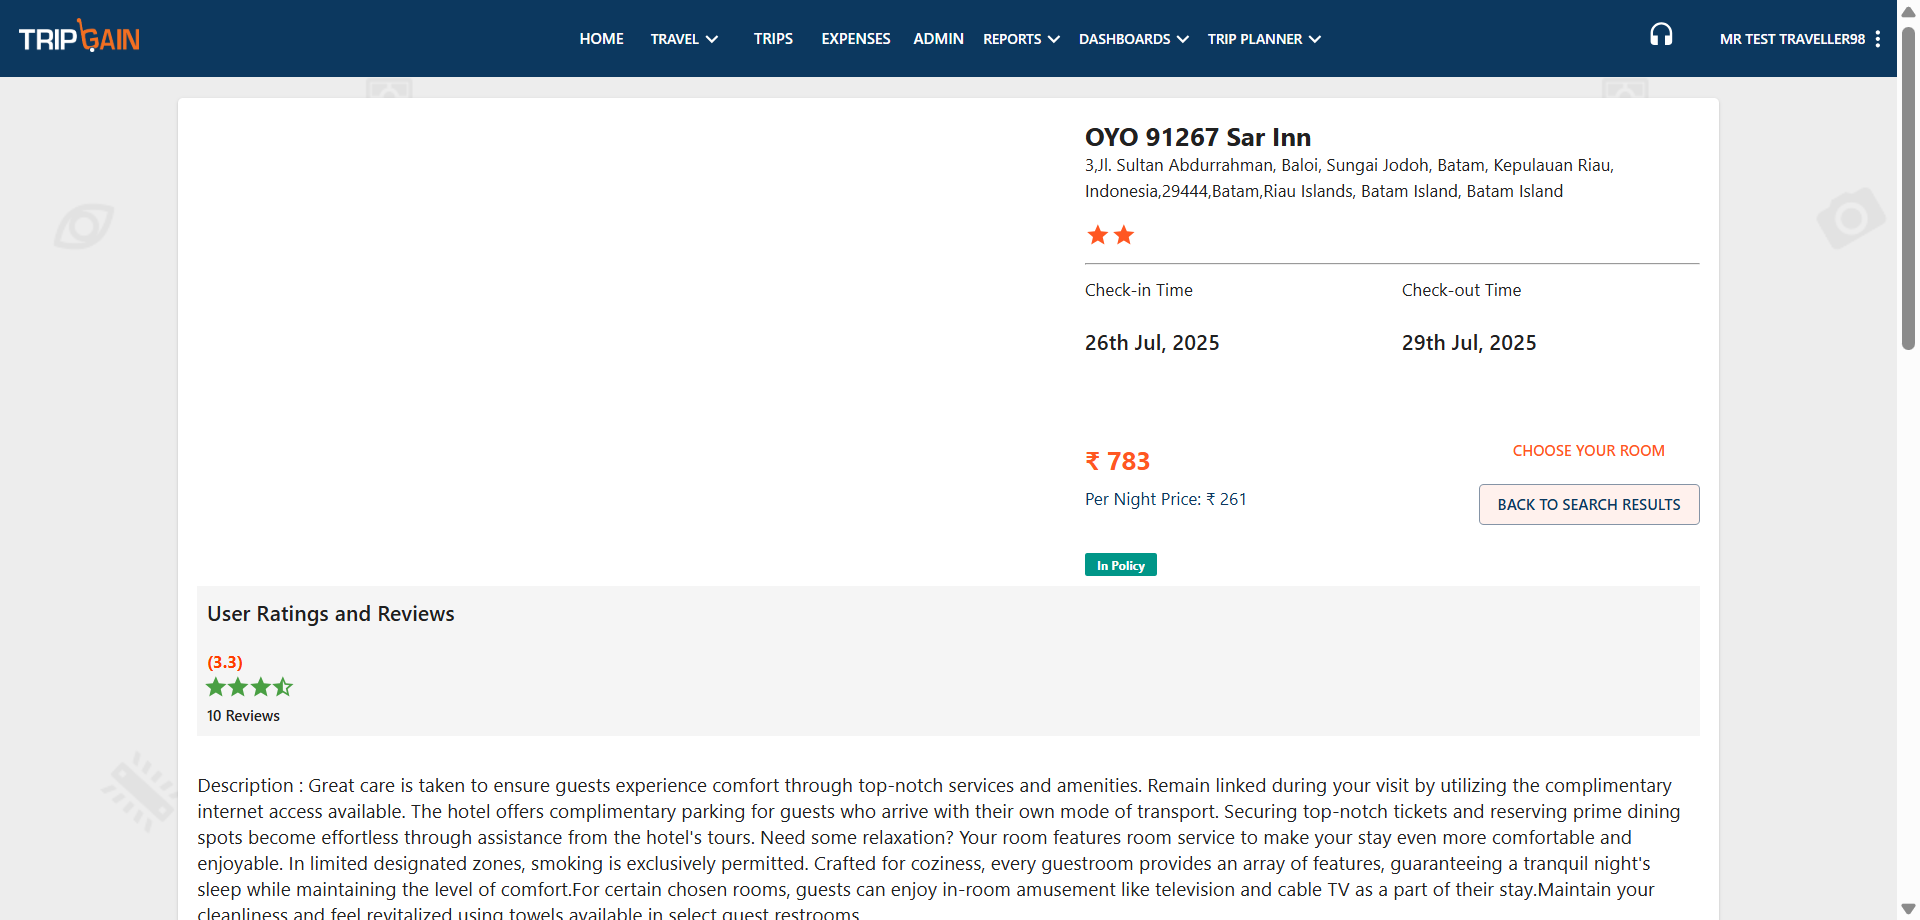 TRIPGAIN
HOME TRAVEL TRIPS EXPENSES ADMIN REPORTS DASHBOARDS TRIP PLANNER MR TEST TRAVELLER98
OYO 91267 Sar Inn
3,Jl. Sultan Abdurrahman, Baloi, Sungai Jodoh, Batam, Kepulauan Riau,
Indonesia,29444,Batam,Riau Islands, Batam Island, Batam Island
Check-in Time Check-out Time
26th Jul, 2025 29th Jul, 2025
CHOOSE YOUR ROOM
₹ 783
Per Night Price: ₹ 261
BACK TO SEARCH RESULTS
In Policy
User Ratings and Reviews
(3.3)
10 Reviews
Description : Great care is taken to ensure guests experience comfort through top-notch services and amenities. Remain linked during your visit by utilizing the complimentary
internet access available. The hotel offers complimentary parking for guests who arrive with their own mode of transport. Securing top-notch tickets and reserving prime dining
spots become effortless through assistance from the hotel's tours. Need some relaxation? Your room features room service to make your stay even more comfortable and
enjoyable. In limited designated zones, smoking is exclusively permitted. Crafted for coziness, every guestroom provides an array of features, guaranteeing a tranquil night's
sleep while maintaining the level of comfort.For certain chosen rooms, guests can enjoy in-room amusement like television and cable TV as a part of their stay.Maintain your
cleanliness and feel revitalized using towels available in select guest restrooms.